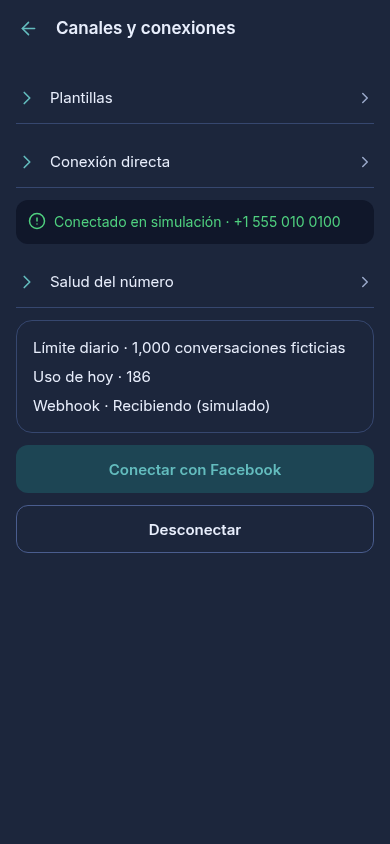 Canales y conexiones
Plantillas
Conexión directa
Conectado en simulación · +1 555 010 0100
Salud del número
Límite diario · 1,000 conversaciones ficticias
Uso de hoy · 186
Webhook · Recibiendo (simulado)
Conectar con Facebook
Desconectar